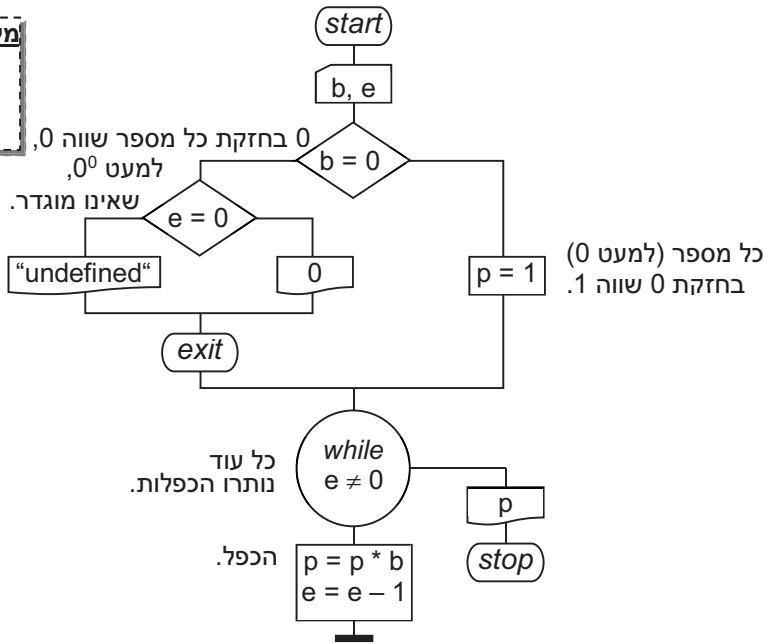 start
b, e
b = 0
0 בחזקת כל מספר שווה 0,
למעט 0⁰,
שאינו מוגדר.
e = 0
“undefined“
0
exit
p = 1
כל מספר (למעט 0)
בחזקת 0 שווה 1.
while
e ≠ 0
כל עוד
נותרו הכפלות.
p
stop
הכפל.
p = p * b
e = e – 1